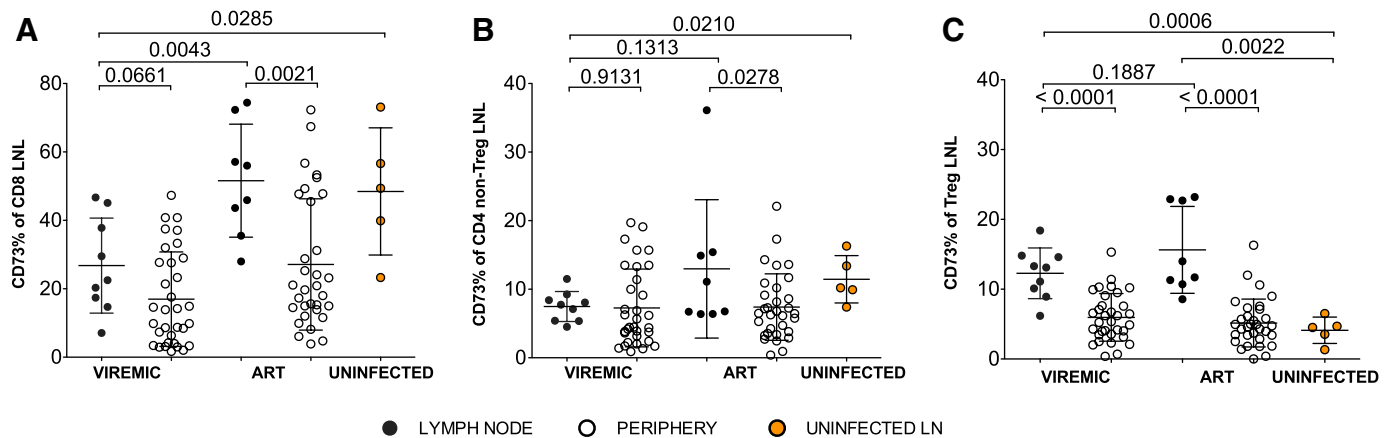 A
0.0285
0.0043
0.0661
0.0021
CD8 LNL
CD73% of CD8 LNL
80
60
40
20
0
VIREMIC
ART
UNINFECTED
B
0.0210
0.1313
0.9131
0.0278
CD73% of CD4 non-Treg LNL
40
30
20
10
0
VIREMIC
ART
UNINFECTED
C
0.0006
0.0022
0.1887
< 0.0001
< 0.0001
CD73% of Treg LNL
40
30
20
10
0
VIREMIC
ART
UNINFECTED
LYMPH NODE
PERIPHERY
UNINFECTED LN